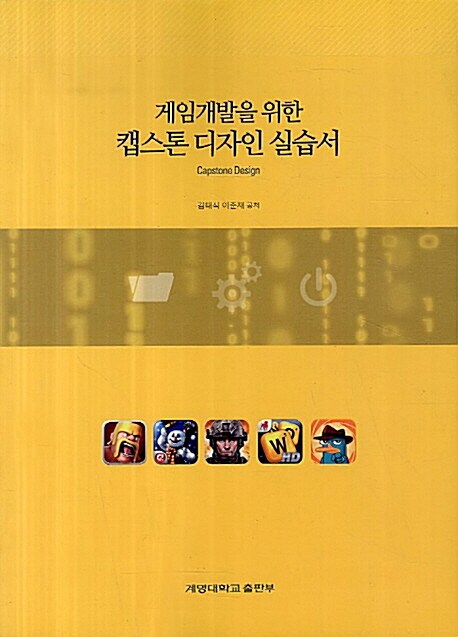 게임개발을 위한
캡스톤 디자인 실습서
Capstone Design
김태식 이준재 공저
W
HD
계명대학교 출판부